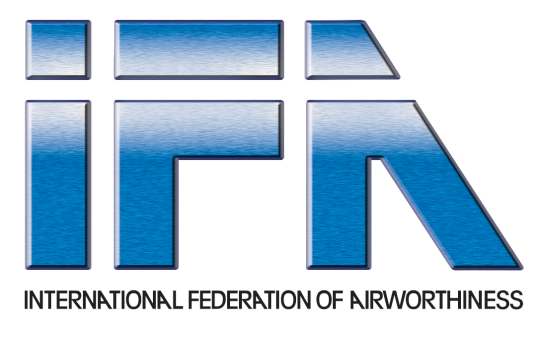 IFA
INTERNATIONAL FEDERATION OF AIRWORTHINESS